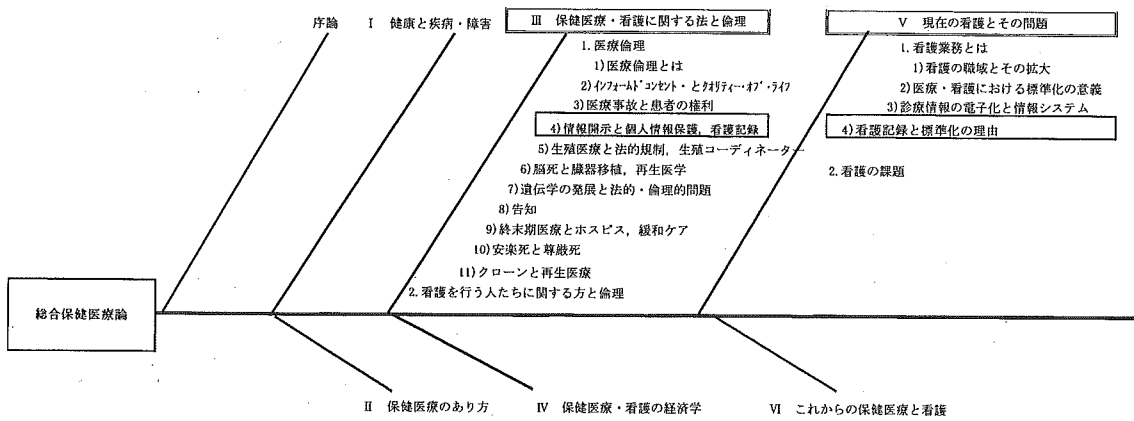 序論
I 健康と疾病・障害
III 保健医療・看護に関する法と倫理
1. 医療倫理
1)医療倫理とは
2)インフォームドコンセント・とクオリティー・オブ・ライフ
3)医療事故と患者の権利
4)情報開示と個人情報保護，看護記録
5)生殖医療と法的規制，生殖コーディネーター
6)脳死と臓器移植，再生医学
7)遺伝学の発展と法的・倫理的問題
8)告知
9)終末期医療とホスピス，緩和ケア
10)安楽死と尊厳死
11)クローンと再生医療
2.看護を行う人たちに関する方と倫理
V 現在の看護とその問題
1.看護業務とは
1)看護の職域とその拡大
2)医療・看護における標準化の意義
3)診療情報の電子化と情報システム
4)看護記録と標準化の理由
2.看護の課題
総合保健医療論
II 保健医療のあり方
IV 保健医療・看護の経済学
VI これからの保健医療と看護